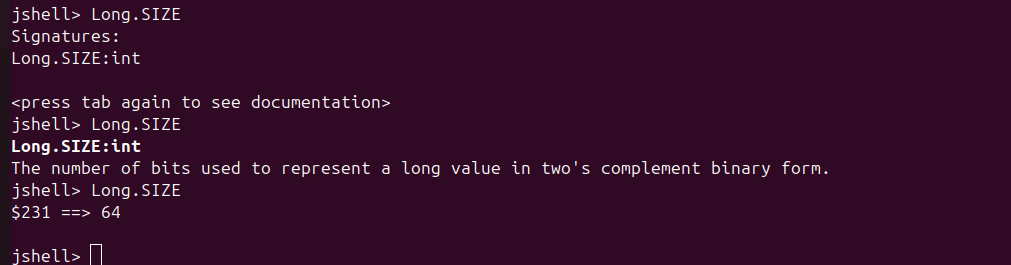 jshell> Long.SIZE
Signatures:
Long.SIZE:int
<press tab again to see documentation>
jshell> Long.SIZE
Long.SIZE:int
The number of bits used to represent a long value in two's complement binary form.
jshell> Long.SIZE
$231 ==> 64
jshell>